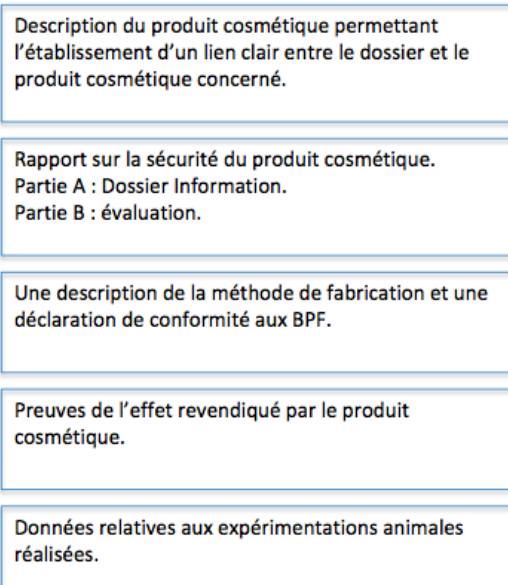 Description du produit cosmétique permettant
l'établissement d'un lien clair entre le dossier et le
produit cosmétique concerné.
Rapport sur la sécurité du produit cosmétique.
Partie A : Dossier Information.
Partie B : évaluation.
Une description de la méthode de fabrication et une
déclaration de conformité aux BPF.
Preuves de l'effet revendiqué par le produit
cosmétique.
Données relatives aux expérimentations animales
réalisées.